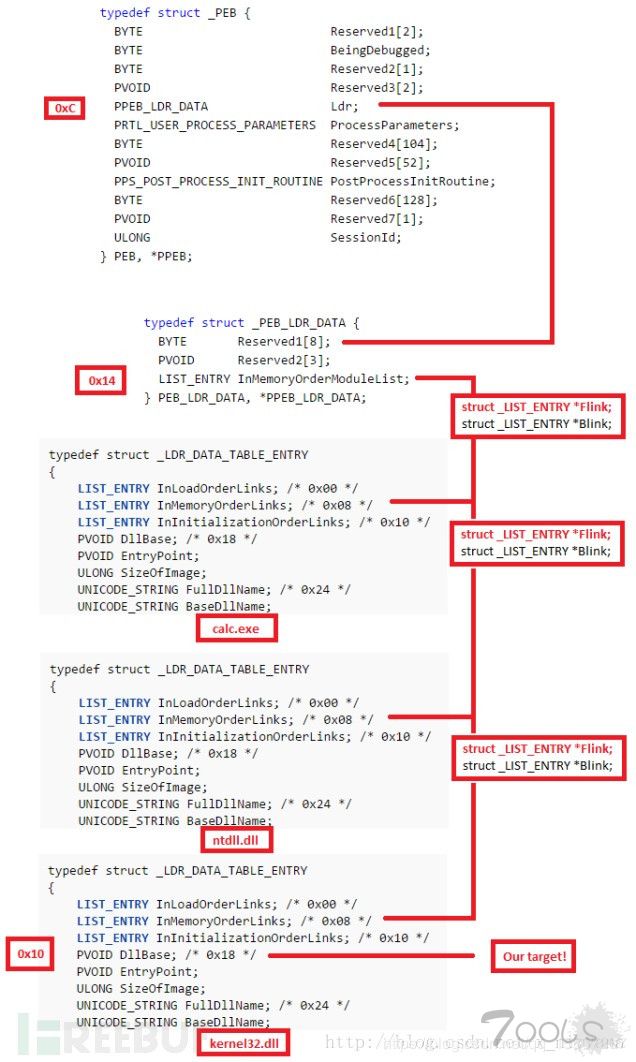 typedef struct _PEB {
BYTE Reserved1[2];
BYTE BeingDebugged;
BYTE Reserved2[1];
PVOID Reserved3[2];
0xC PPEB_LDR_DATA Ldr;
PRTL_USER_PROCESS_PARAMETERS ProcessParameters;
BYTE Reserved4[104];
PVOID Reserved5[52];
PPS_POST_PROCESS_INIT_ROUTINE PostProcessInitRoutine;
BYTE Reserved6[128];
PVOID Reserved7[1];
ULONG SessionId;
} PEB, *PPEB;
typedef struct _PEB_LDR_DATA {
BYTE Reserved1[8];
PVOID Reserved2[3];
0x14 LIST_ENTRY InMemoryOrderModuleList;
} PEB_LDR_DATA, *PPEB_LDR_DATA;
struct _LIST_ENTRY *Flink;
struct _LIST_ENTRY *Blink;
typedef struct _LDR_DATA_TABLE_ENTRY
{
LIST_ENTRY InLoadOrderLinks; /* 0x00 */
LIST_ENTRY InMemoryOrderLinks; /* 0x08 */
LIST_ENTRY InInitializationOrderLinks; /* 0x10 */
PVOID DllBase; /* 0x18 */
PVOID EntryPoint;
ULONG SizeOfImage;
UNICODE_STRING FullDllName; /* 0x24 */
UNICODE_STRING BaseDllName;
struct _LIST_ENTRY *Flink;
struct _LIST_ENTRY *Blink;
calc.exe
typedef struct _LDR_DATA_TABLE_ENTRY
{
LIST_ENTRY InLoadOrderLinks; /* 0x00 */
LIST_ENTRY InMemoryOrderLinks; /* 0x08 */
LIST_ENTRY InInitializationOrderLinks; /* 0x10 */
PVOID DllBase; /* 0x18 */
PVOID EntryPoint;
ULONG SizeOfImage;
UNICODE_STRING FullDllName; /* 0x24 */
UNICODE_STRING BaseDllName;
struct _LIST_ENTRY *Flink;
struct _LIST_ENTRY *Blink;
ntdll.dll
typedef struct _LDR_DATA_TABLE_ENTRY
{
LIST_ENTRY InLoadOrderLinks; /* 0x00 */
LIST_ENTRY InMemoryOrderLinks; /* 0x08 */
LIST_ENTRY InInitializationOrderLinks; /* 0x10 */
0x10 PVOID DllBase; /* 0x18 */
Our target!
PVOID EntryPoint;
ULONG SizeOfImage;
UNICODE_STRING FullDllName; /* 0x24 */
UNICODE_STRING BaseDllName;
kernel32.dll
7ools